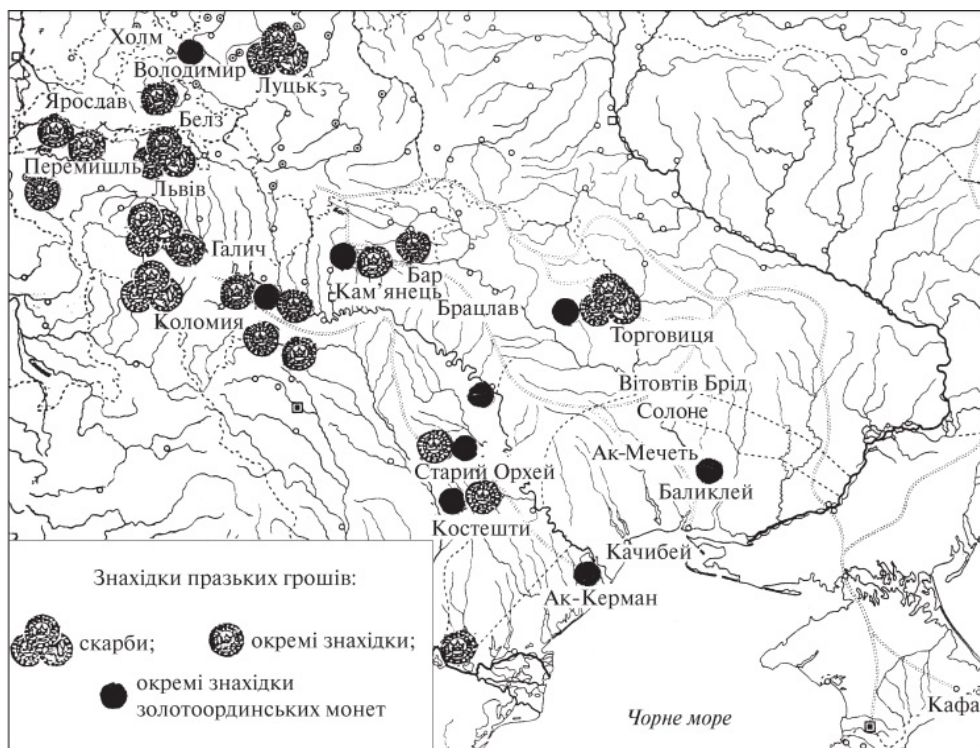 Холм
Володимир
Луцьк
Ярослав
Белз
Перемишль
Львів
Галич
Бар
Кам’янець
Брацлав
Коломия
Торговиця
Вітовтів Брід
Солоне
Ак-Мечеть
Старий Орхей
Баликлей
Костешти
Качибей
Ак-Керман
Знахідки празьких грошів:
скарби;
окремі знахідки;
окремі знахідки
золотоординських монет
Чорне море
Кафа